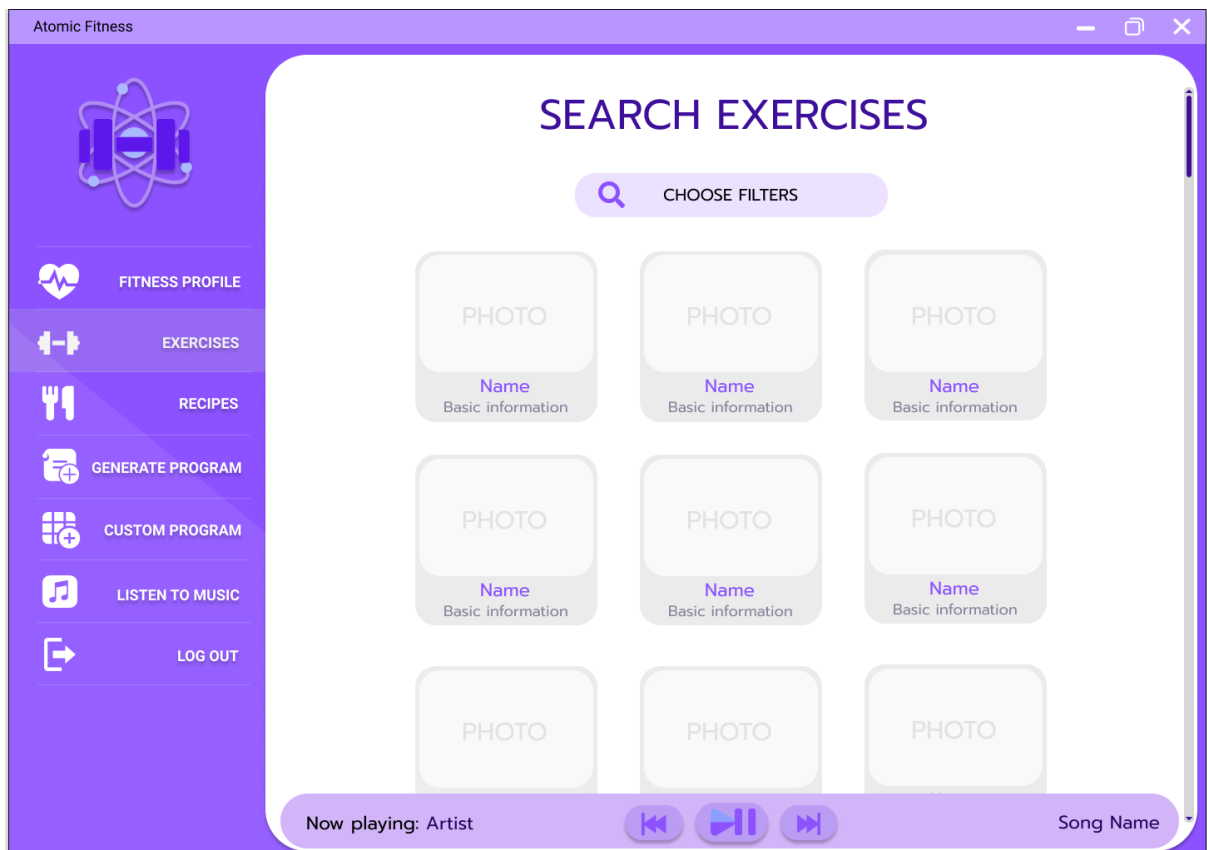 Atomic Fitness
SEARCH EXERCISES
CHOOSE FILTERS
FITNESS PROFILE
EXERCISES
RECIPES
GENERATE PROGRAM
CUSTOM PROGRAM
LISTEN TO MUSIC
LOG OUT
PHOTO PHOTO PHOTO
Name Name Name
Basic information Basic information Basic information
PHOTO PHOTO PHOTO
Name Name Name
Basic information Basic information Basic information
PHOTO PHOTO PHOTO
Now playing: Artist Song Name